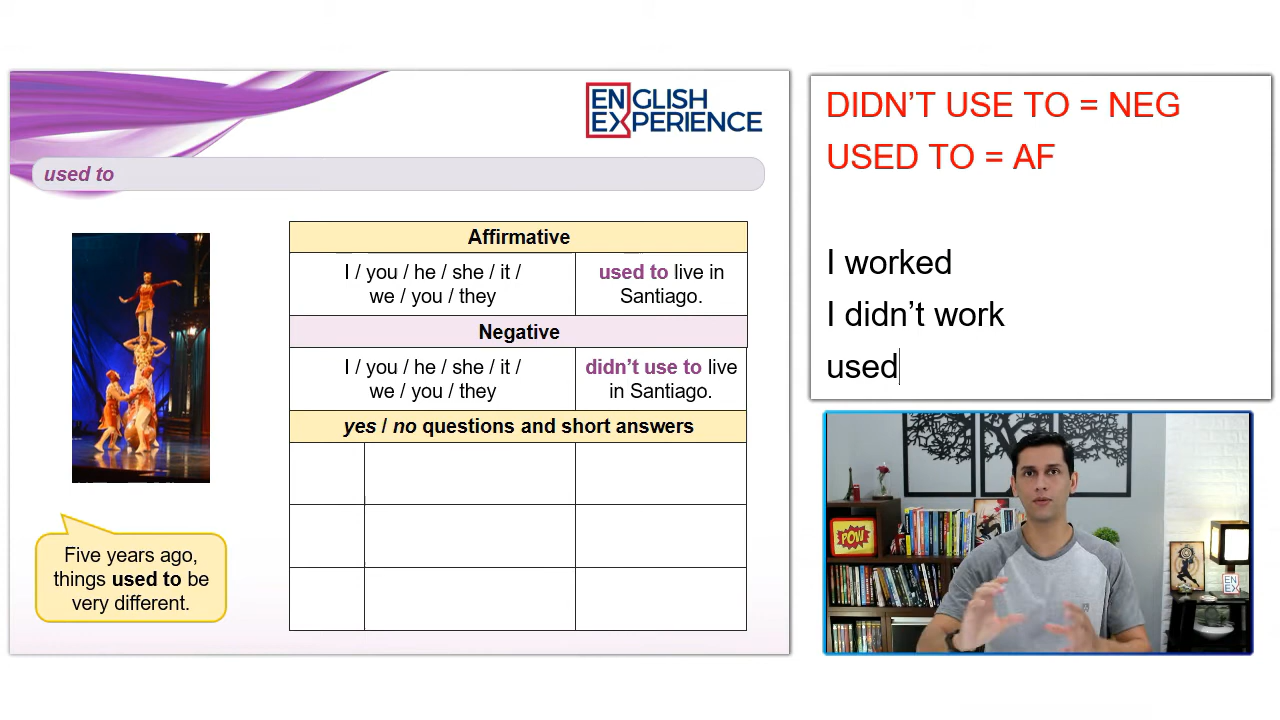 ENGLISH
EXPERIENCE
used to
Affirmative
I / you / he / she / it /
we / you / they
used to live in
Santiago.
Negative
I / you / he / she / it /
we / you / they
didn’t use to live
in Santiago.
yes / no questions and short answers
Five years ago,
things used to be
very different.
DIDN’T USE TO = NEG
USED TO = AF
I worked
I didn’t work
used
POW
EN
EX